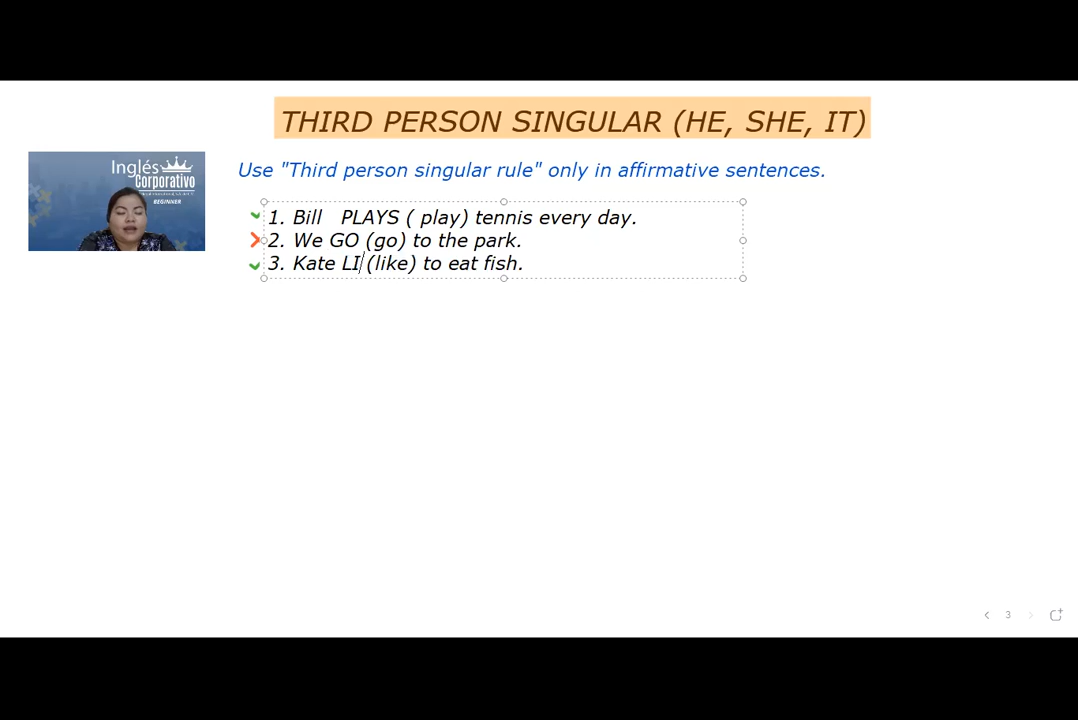 THIRD PERSON SINGULAR (HE, SHE, IT)
Use "Third person singular rule" only in affirmative sentences.
Inglés
Corporativo
BEGINNER
1. Bill PLAYS ( play) tennis every day.
2. We GO (go) to the park.
3. Kate LI (like) to eat fish.
3